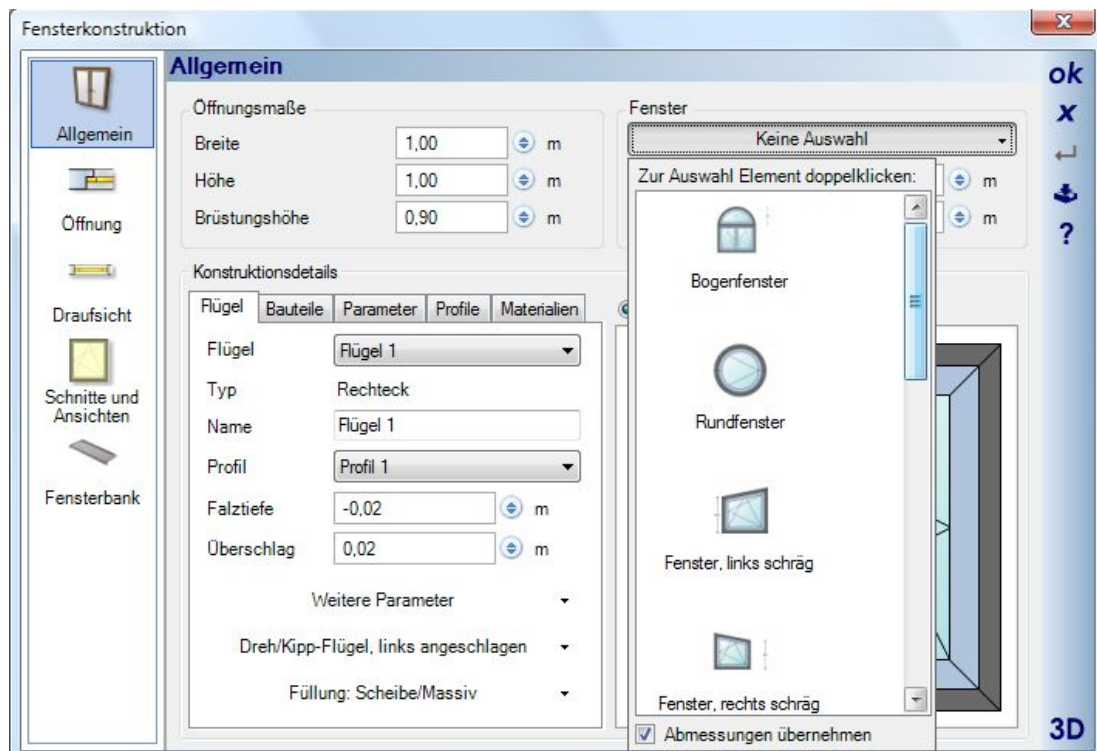 Fensterkonstruktion
Allgemein
Öffnung
Draufsicht
Schnitte und
Ansichten
Fensterbank
Allgemein
Öffnungsmaße
Breite 1,00 m
Höhe 1,00 m
Brüstungshöhe 0,90 m
Fenster
Keine Auswahl
m
m
Zur Auswahl Element doppelklicken:
Bogenfenster
Rundfenster
Fenster, links schräg
Fenster, rechts schräg
Abmessungen übernehmen
Konstruktionsdetails
Flügel Bauteile Parameter Profile Materialien
Flügel Flügel 1
Typ Rechteck
Name Flügel 1
Profil Profil 1
Falztiefe -0,02 m
Überschlag 0,02 m
Weitere Parameter
Dreh/Kipp-Flügel, links angeschlagen
Füllung: Scheibe/Massiv
ok
x
?
3D